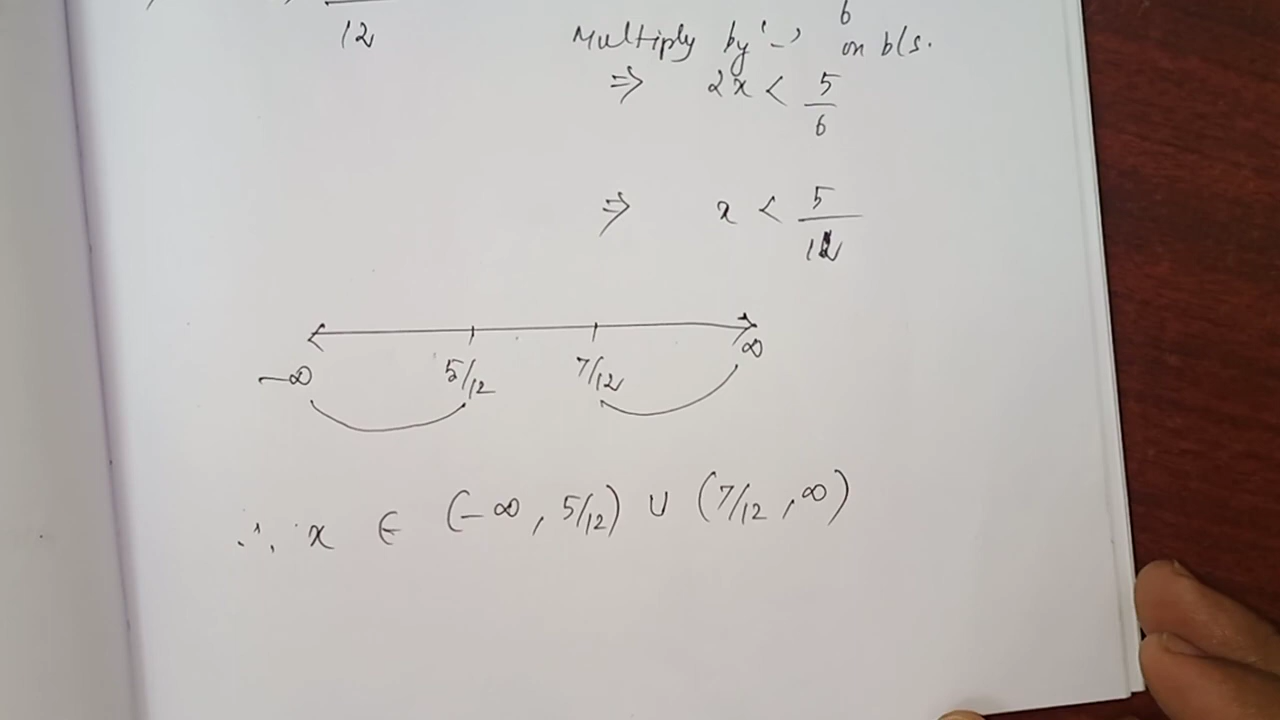 12
6
Multiply by '-' on b/s.
⇒ 2x < 5/6
⇒ x < 5/12
-∞ 5/12 7/12 ∞
∴ x ∈ (-∞, 5/12) ∪ (7/12, ∞)